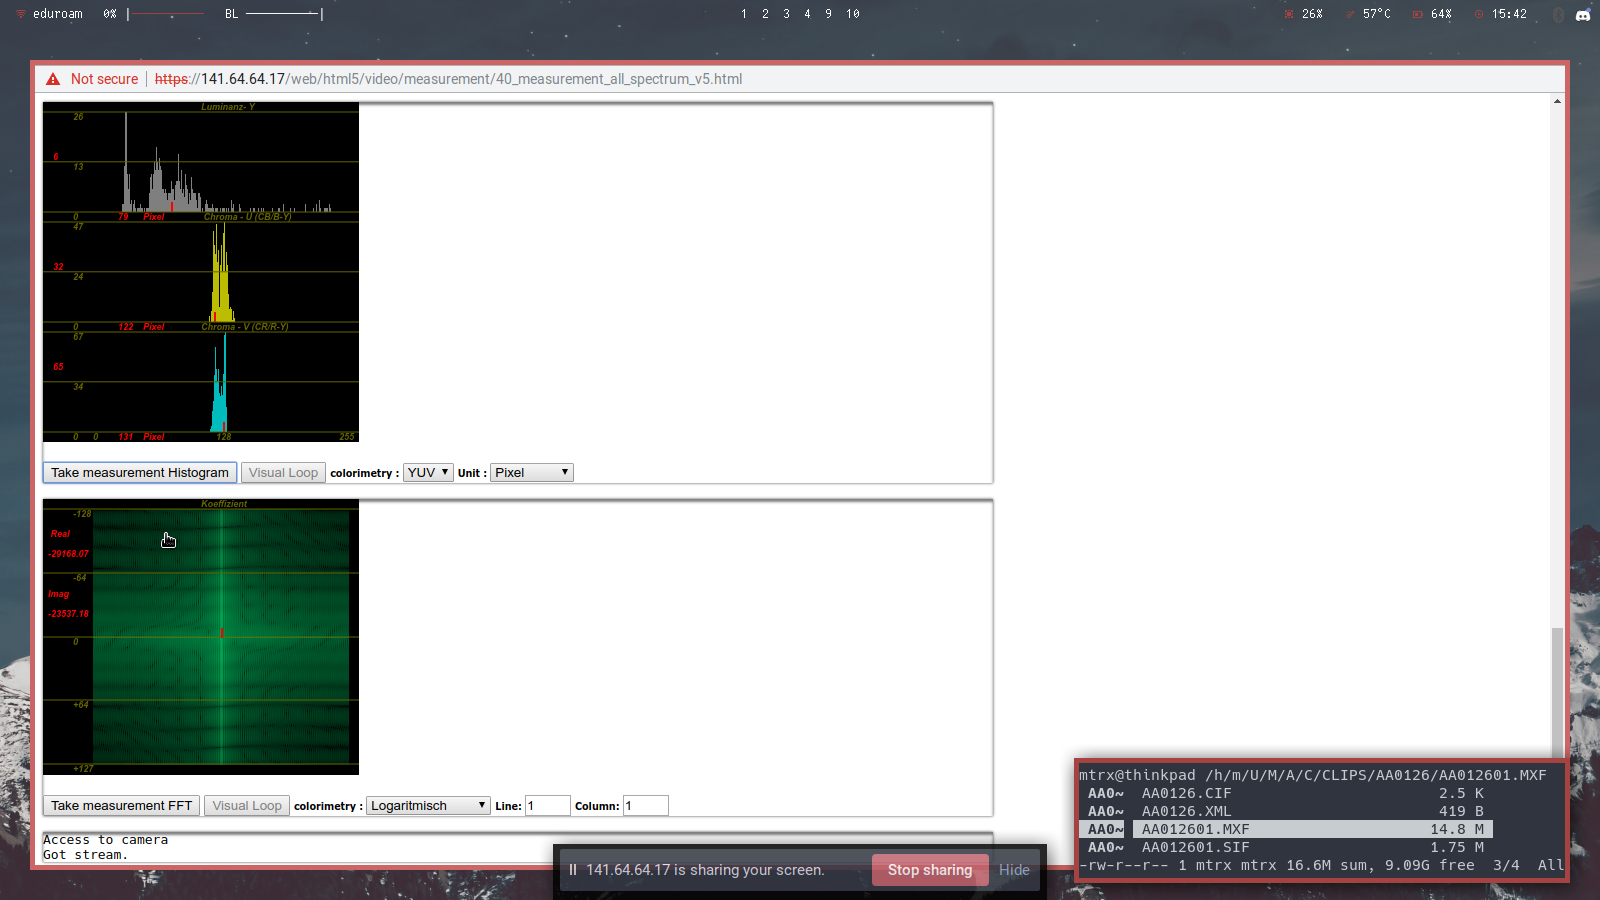 eduroam 0% BL 1 2 3 4 9 10 26% 57°C 64% 15:42
Not secure https://141.64.64.17/web/html5/video/measurement/40_measurement_all_spectrum_v5.html
Luminanz- Y
26
6
13
0 79 Pixel Chroma - U (CB/B-Y)
47
32
24
0 122 Pixel Chroma - V (CR/R-Y)
67
65
34
0 0 131 Pixel 128 255
Take measurement Histogram Visual Loop colorimetry : YUV Unit : Pixel
Koeffizient
-128
Real
-29168.07
-64
Imag
-23537.18
0
+64
+127
Take measurement FFT Visual Loop colorimetry : Logaritmisch Line: 1 Column: 1
Access to camera
Got stream.
141.64.64.17 is sharing your screen. Stop sharing Hide
mtrx@thinkpad /h/m/U/M/A/C/CLIPS/AA0126/AA012601.MXF
AA0~ AA0126.CIF 2.5 K
AA0~ AA0126.XML 419 B
AA0~ AA012601.MXF 14.8 M
AA0~ AA012601.SIF 1.75 M
-rw-r--r-- 1 mtrx mtrx 16.6M sum, 9.09G free 3/4 All